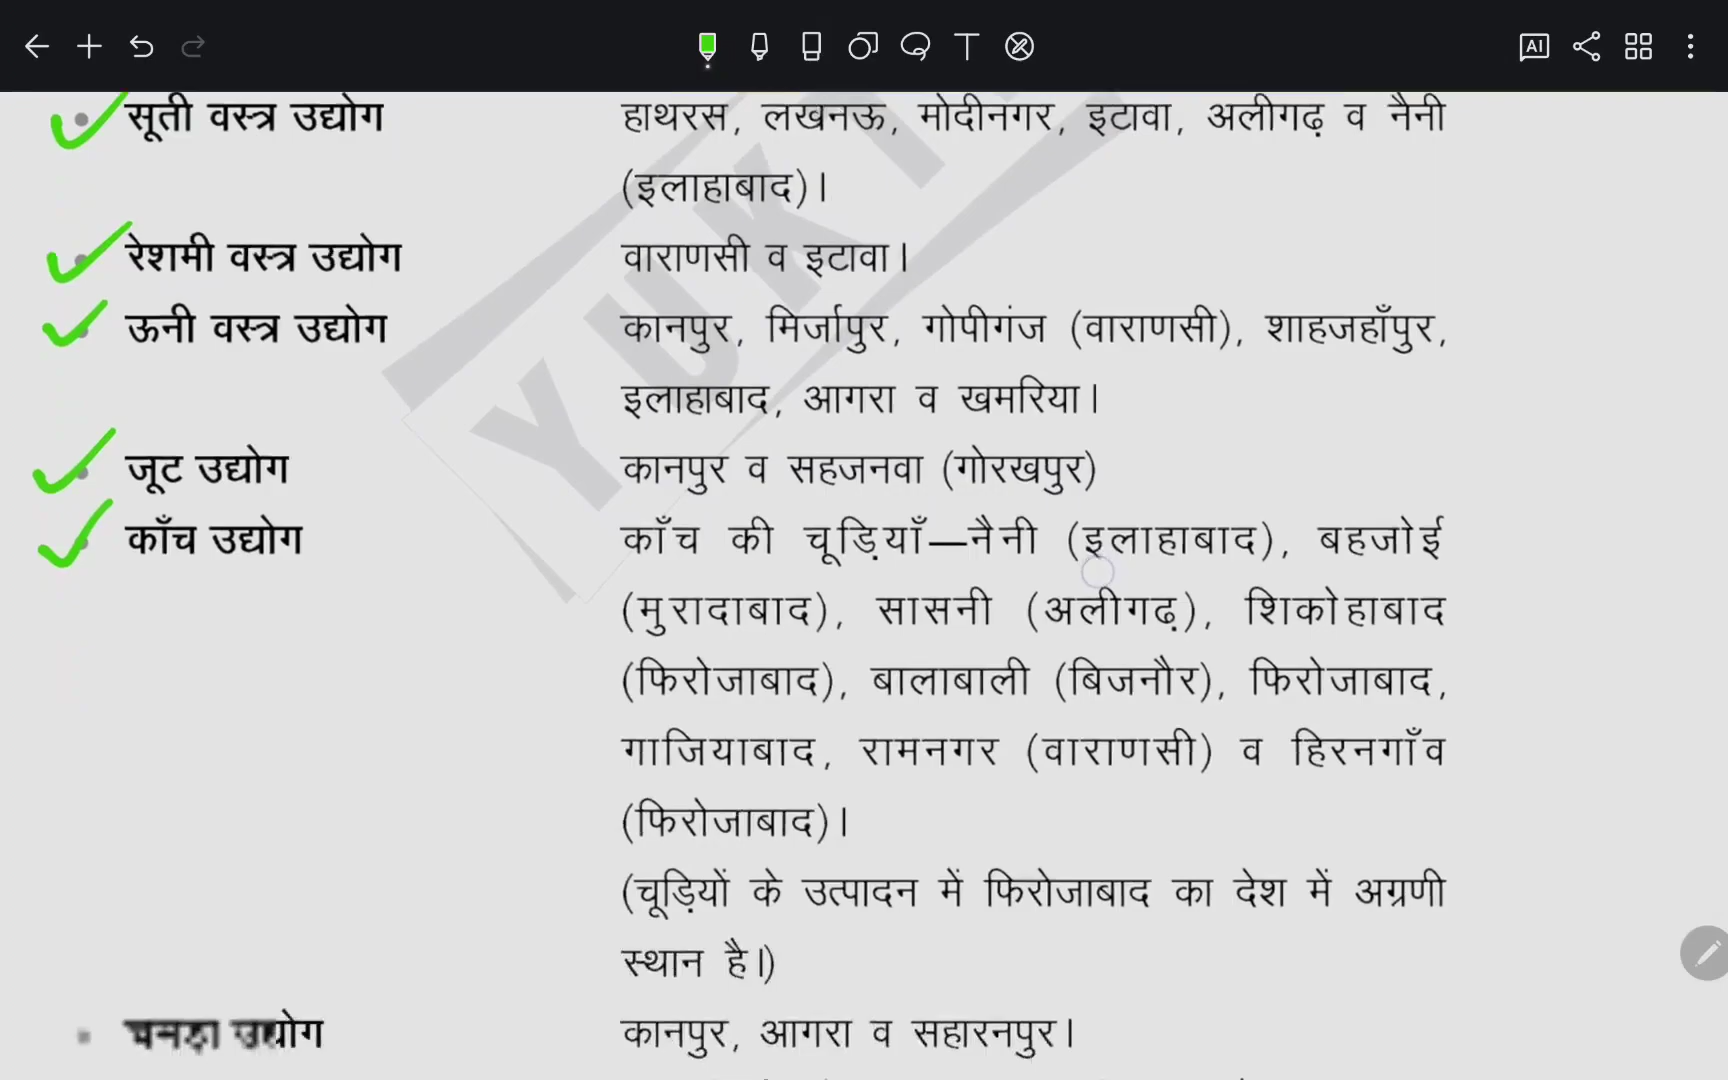 AI
सूती वस्त्र उद्योग हाथरस, लखनऊ, मोदीनगर, इटावा, अलीगढ़ व नैनी
(इलाहाबाद)।
रेशमी वस्त्र उद्योग वाराणसी व इटावा।
ऊनी वस्त्र उद्योग कानपुर, मिर्जापुर, गोपीगंज (वाराणसी), शाहजहाँपुर,
इलाहाबाद, आगरा व खमरिया।
जूट उद्योग कानपुर व सहजनवा (गोरखपुर)
काँच उद्योग काँच की चूड़ियाँ—नैनी (इलाहाबाद), बहजोई
(मुरादाबाद), सासनी (अलीगढ़), शिकोहाबाद
(फिरोजाबाद), बालाबाली (बिजनौर), फिरोजाबाद,
गाजियाबाद, रामनगर (वाराणसी) व हिरनगाँव
(फिरोजाबाद)।
(चूड़ियों के उत्पादन में फिरोजाबाद का देश में अग्रणी
स्थान है।)
उद्योग कानपुर, आगरा व सहारनपुर।
YUK